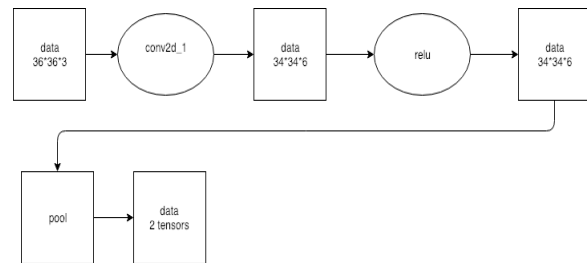 data
36*36*3
conv2d_1
data
34*34*6
relu
data
34*34*6
pool
data
2 tensors